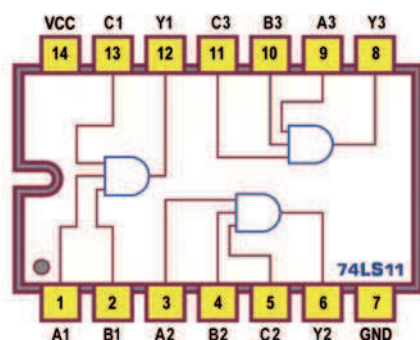 VCC C1 Y1 C3 B3 A3 Y3
14 13 12 11 10 9 8
74LS11
1 2 3 4 5 6 7
A1 B1 A2 B2 C2 Y2 GND